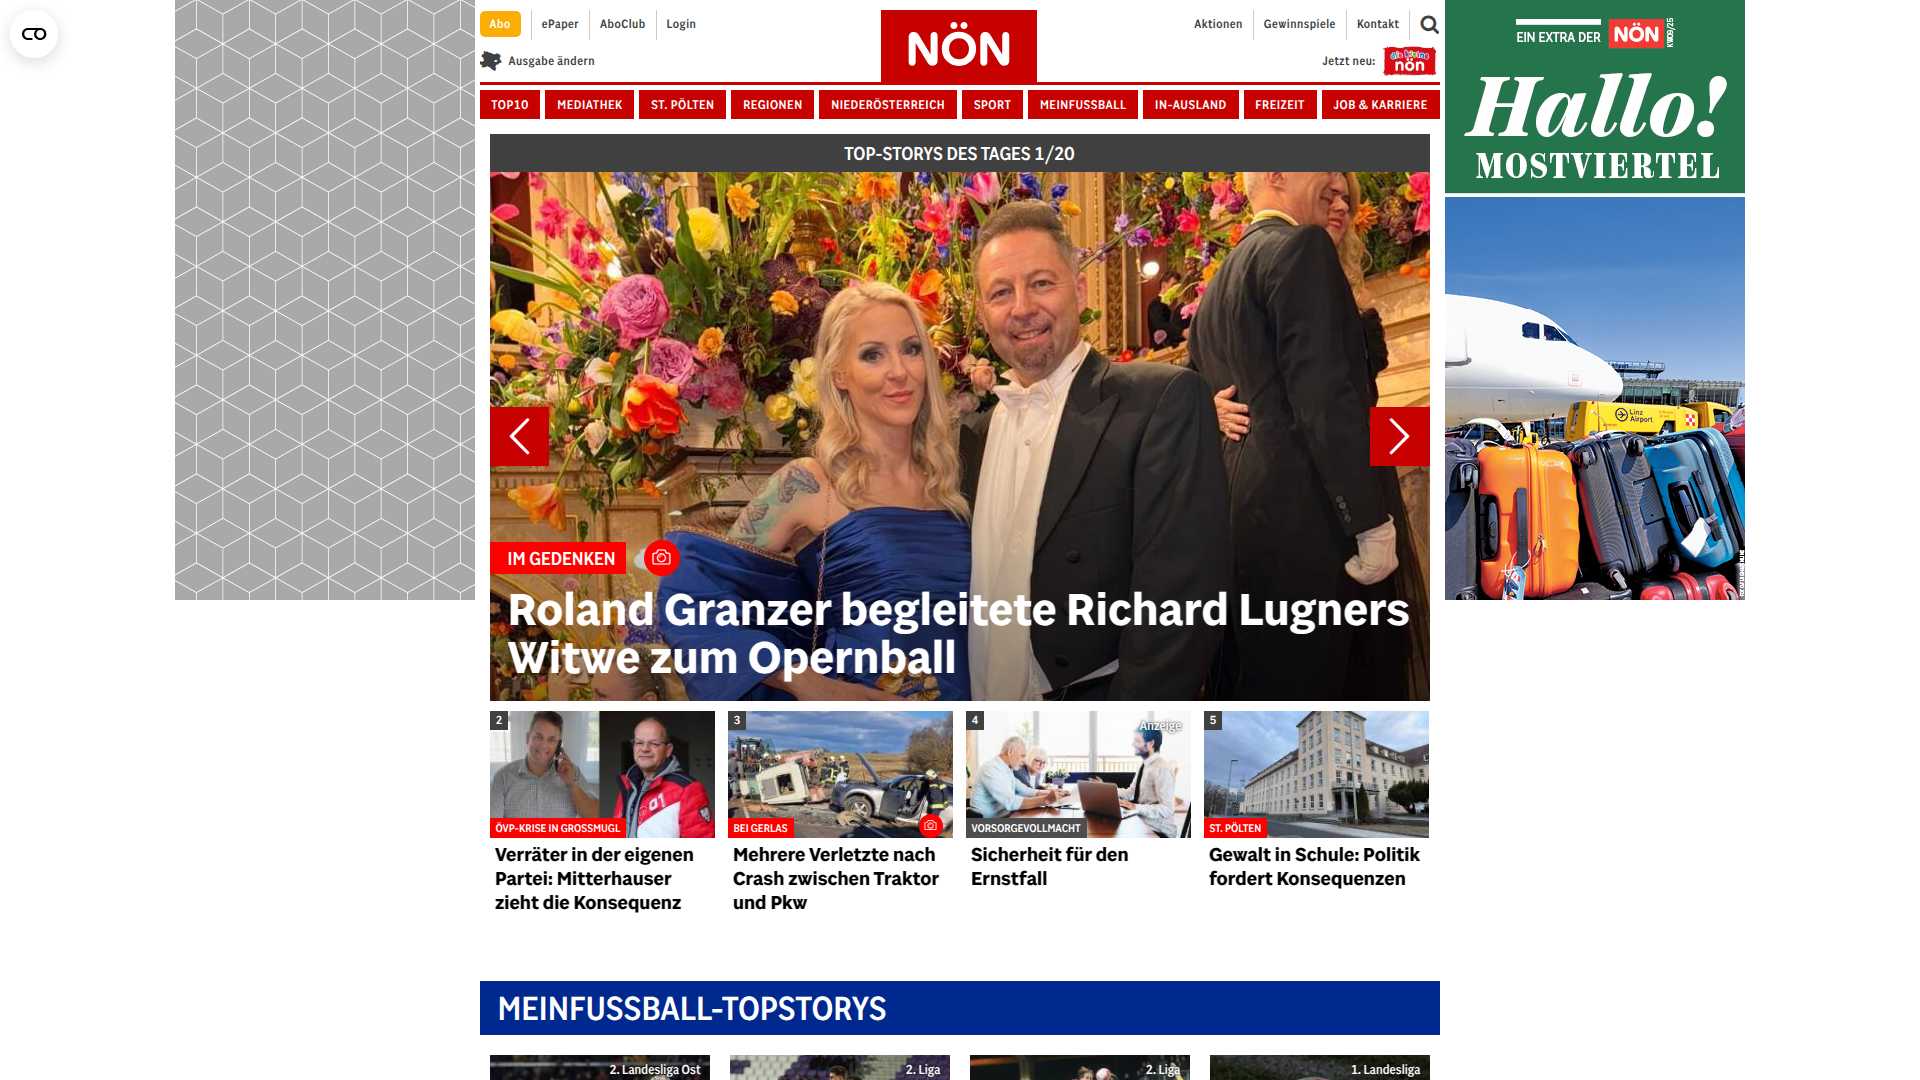 Abo
ePaper
AboClub
Login
NÖN
Aktionen
Gewinnspiele
Kontakt
Ausgabe ändern
Jetzt neu:
die kleine
nön
TOP10
MEDIATHEK
ST. PÖLTEN
REGIONEN
NIEDERÖSTERREICH
SPORT
MEINFUSSBALL
IN-AUSLAND
FREIZEIT
JOB & KARRIERE
EIN EXTRA DER NÖN
KW09/25
Hallo!
MOSTVIERTEL
Linz
Airport
TOP-STORYS DES TAGES 1/20
IM GEDENKEN
Roland Granzer begleitete Richard Lugners
Witwe zum Opernball
2
ÖVP-KRISE IN GROSSMUGL
Verräter in der eigenen
Partei: Mitterhauser
zieht die Konsequenz
3
BEI GERLAS
Mehrere Verletzte nach
Crash zwischen Traktor
und Pkw
4
Anzeige
VORSORGEVOLLMACHT
Sicherheit für den
Ernstfall
5
ST. PÖLTEN
Gewalt in Schule: Politik
fordert Konsequenzen
MEINFUSSBALL-TOPSTORYS
2. Landesliga Ost
2. Liga
2. Liga
1. Landesliga